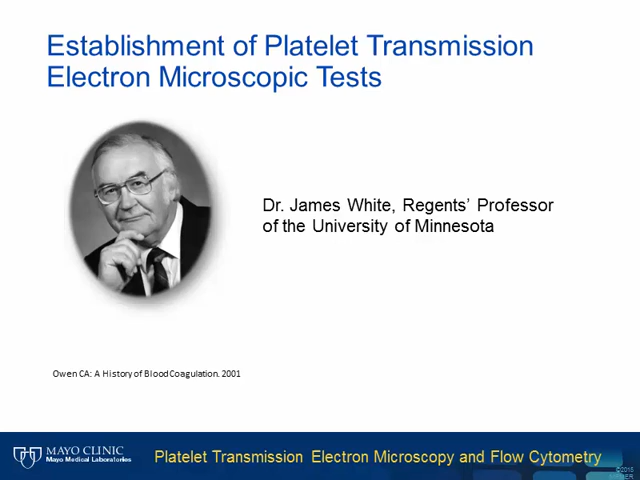 Establishment of Platelet Transmission
Electron Microscopic Tests
Dr. James White, Regents’ Professor
of the University of Minnesota
Owen CA: A History of Blood Coagulation. 2001
MAYO CLINIC
Mayo Medical Laboratories
Platelet Transmission Electron Microscopy and Flow Cytometry
©2015